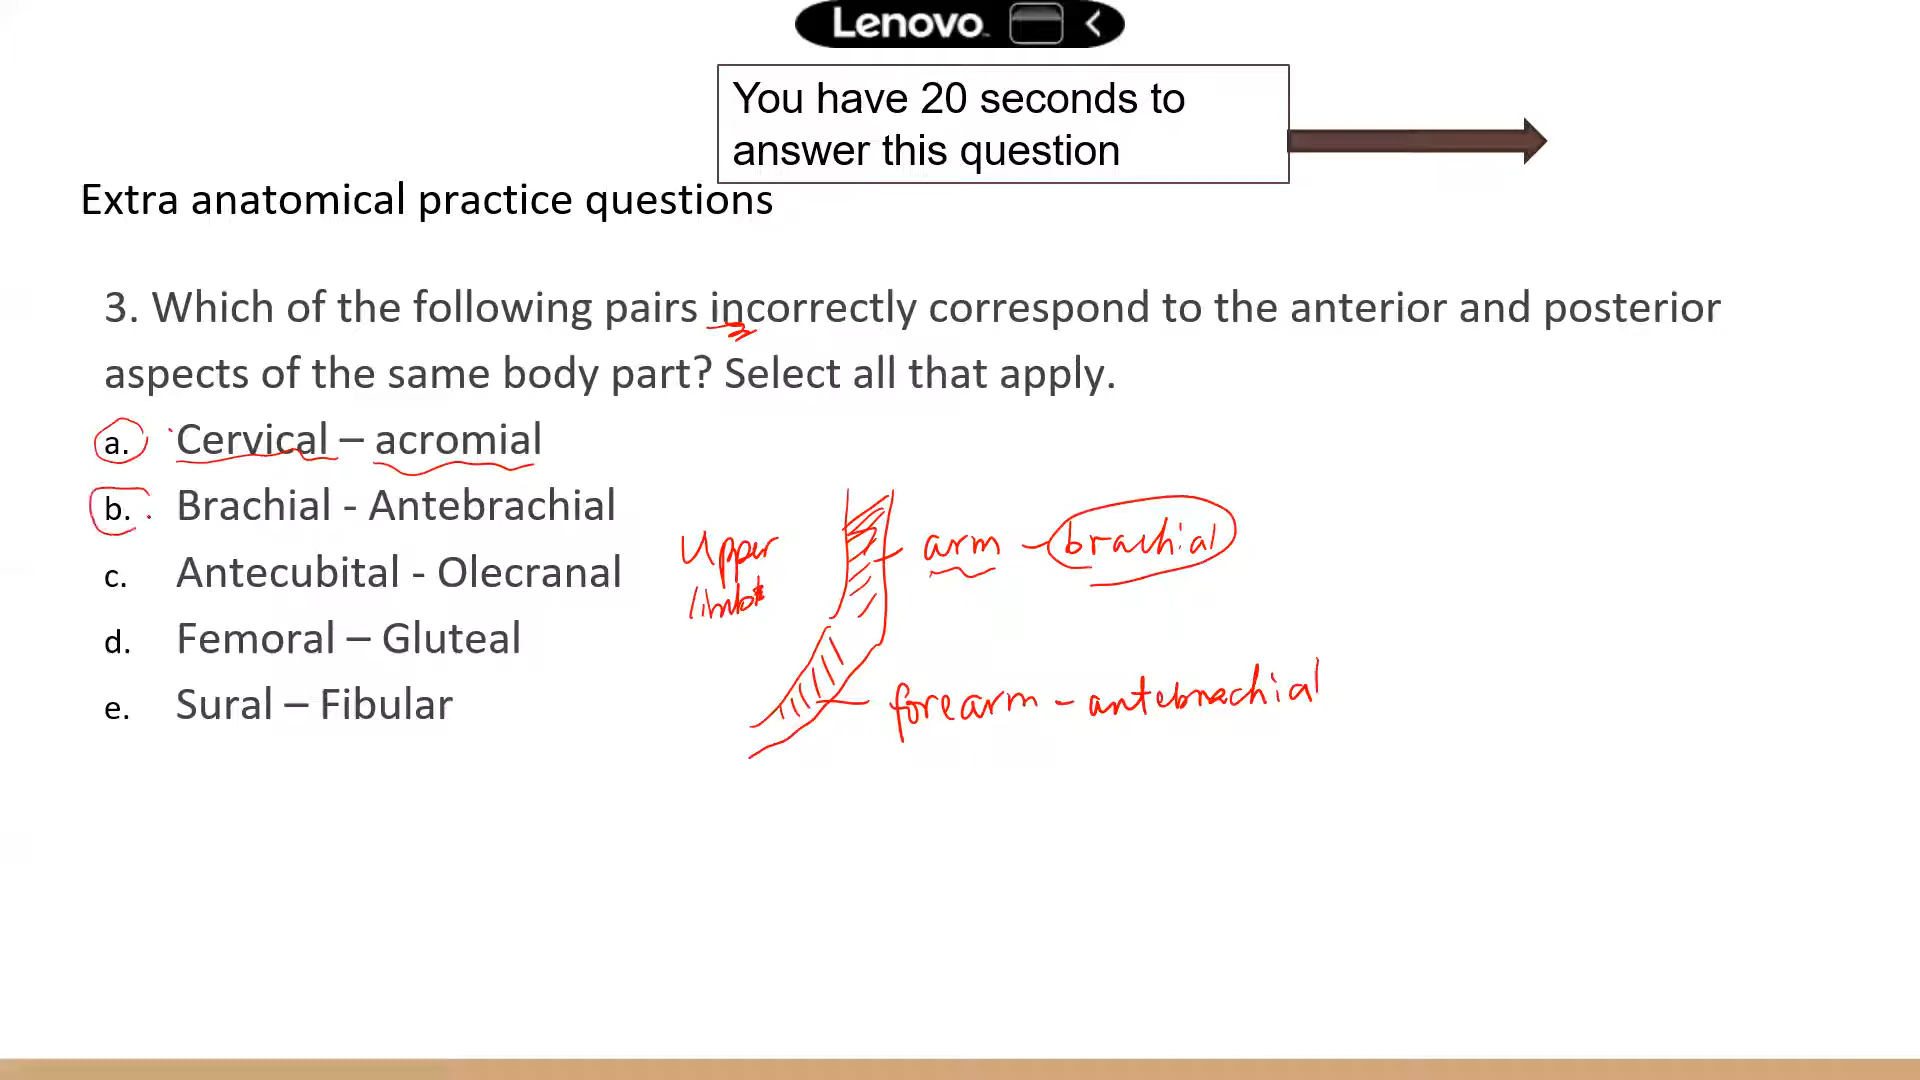 Lenovo
You have 20 seconds to
answer this question
Extra anatomical practice questions
3. Which of the following pairs incorrectly correspond to the anterior and posterior
aspects of the same body part? Select all that apply.
a. Cervical – acromial
b. Brachial - Antebrachial
c. Antecubital - Olecranal
d. Femoral – Gluteal
e. Sural – Fibular
Upper
limb
arm - brachial
forearm - antebrachial